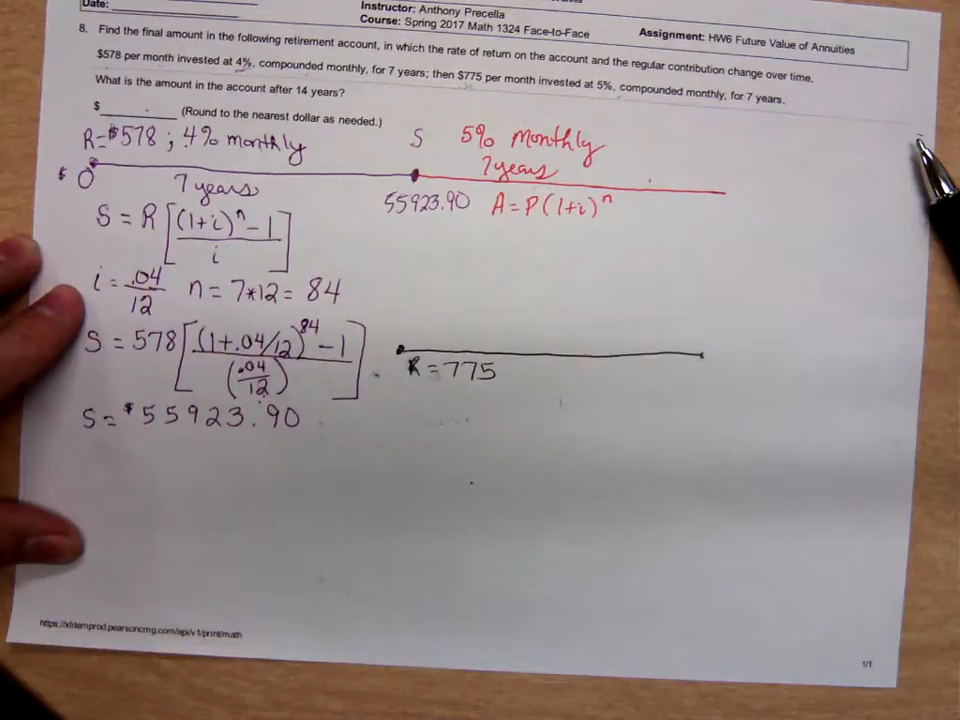 Date:
Instructor: Anthony Precella
Course: Spring 2017 Math 1324 Face-to-Face
Assignment: HW6 Future Value of Annuities
8. Find the final amount in the following retirement account, in which the rate of return on the account and the regular contribution change over time.
$578 per month invested at 4%, compounded monthly, for 7 years; then $775 per month invested at 5%, compounded monthly, for 7 years.
What is the amount in the account after 14 years?
$ (Round to the nearest dollar as needed.)
R=$578 ; 4% monthly
S 5% monthly
7 years
$ 0 7 years
55923.90 A = P(1+i)^n
S = R[((1+i)^n - 1)/i]
i = .04/12 n = 7*12 = 84
S = 578[((1+.04/12)^84 - 1)/(.04/12)]
R = 775
S = $55923.90
https://xlitemprod.pearsoncmg.com/api/v1/print/math
1/1